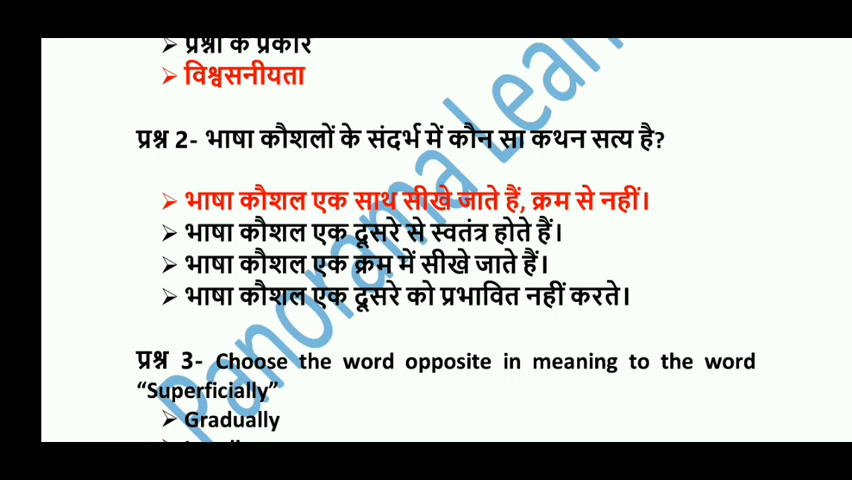 ➢ प्रश्नों के प्रकार
➢ विश्वसनीयता
प्रश्न 2- भाषा कौशलों के संदर्भ में कौन सा कथन सत्य है?
➢ भाषा कौशल एक साथ सीखे जाते हैं, क्रम से नहीं।
➢ भाषा कौशल एक दूसरे से स्वतंत्र होते हैं।
➢ भाषा कौशल एक क्रम में सीखे जाते हैं।
➢ भाषा कौशल एक दूसरे को प्रभावित नहीं करते।
प्रश्न 3- Choose the word opposite in meaning to the word
“Superficially”
➢ Gradually
Panorama Learn